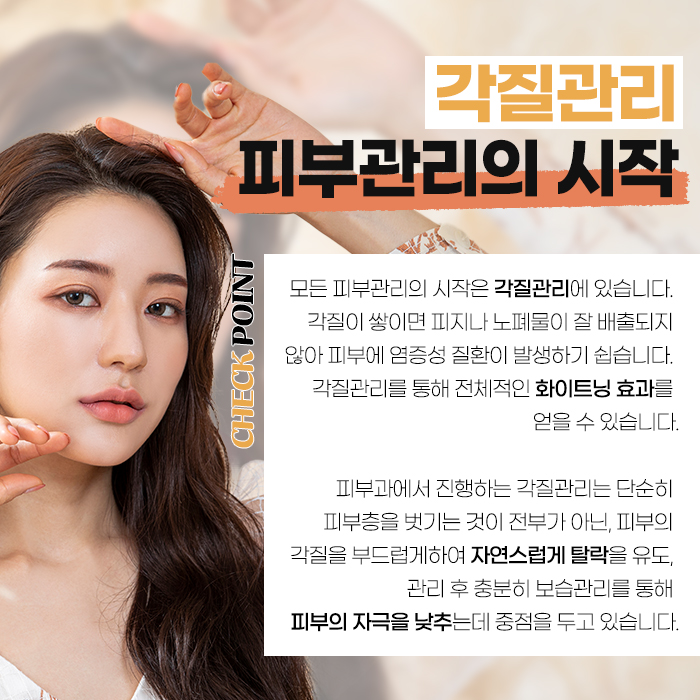 각질관리
피부관리의 시작
CHECK POINT
모든 피부관리의 시작은 각질관리에 있습니다.
각질이 쌓이면 피지나 노폐물이 잘 배출되지
않아 피부에 염증성 질환이 발생하기 쉽습니다.
각질관리를 통해 전체적인 화이트닝 효과를
얻을 수 있습니다.
피부과에서 진행하는 각질관리는 단순히
피부층을 벗기는 것이 전부가 아닌, 피부의
각질을 부드럽게하여 자연스럽게 탈락을 유도,
관리 후 충분히 보습관리를 통해
피부의 자극을 낮추는데 중점을 두고 있습니다.